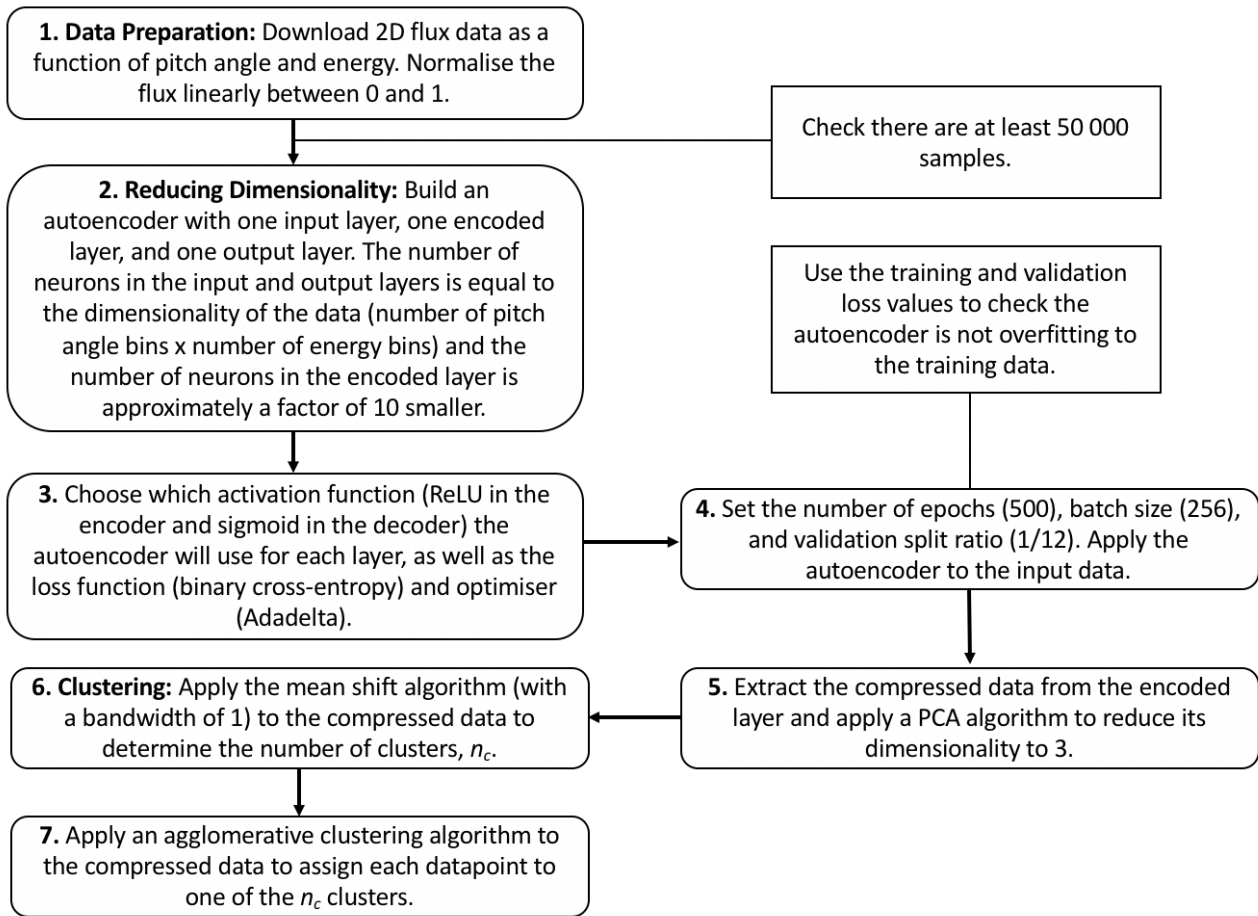 1. Data Preparation: Download 2D flux data as a
function of pitch angle and energy. Normalise the
flux linearly between 0 and 1.
Check there are at least 50 000
samples.
2. Reducing Dimensionality: Build an
autoencoder with one input layer, one encoded
layer, and one output layer. The number of
neurons in the input and output layers is equal to
the dimensionality of the data (number of pitch
angle bins x number of energy bins) and the
number of neurons in the encoded layer is
approximately a factor of 10 smaller.
Use the training and validation
loss values to check the
autoencoder is not overfitting to
the training data.
3. Choose which activation function (ReLU in the
encoder and sigmoid in the decoder) the
autoencoder will use for each layer, as well as the
loss function (binary cross-entropy) and optimiser
(Adadelta).
4. Set the number of epochs (500), batch size (256),
and validation split ratio (1/12). Apply the
autoencoder to the input data.
5. Extract the compressed data from the encoded
layer and apply a PCA algorithm to reduce its
dimensionality to 3.
6. Clustering: Apply the mean shift algorithm (with
a bandwidth of 1) to the compressed data to
determine the number of clusters, n_c.
7. Apply an agglomerative clustering algorithm to
the compressed data to assign each datapoint to
one of the n_c clusters.